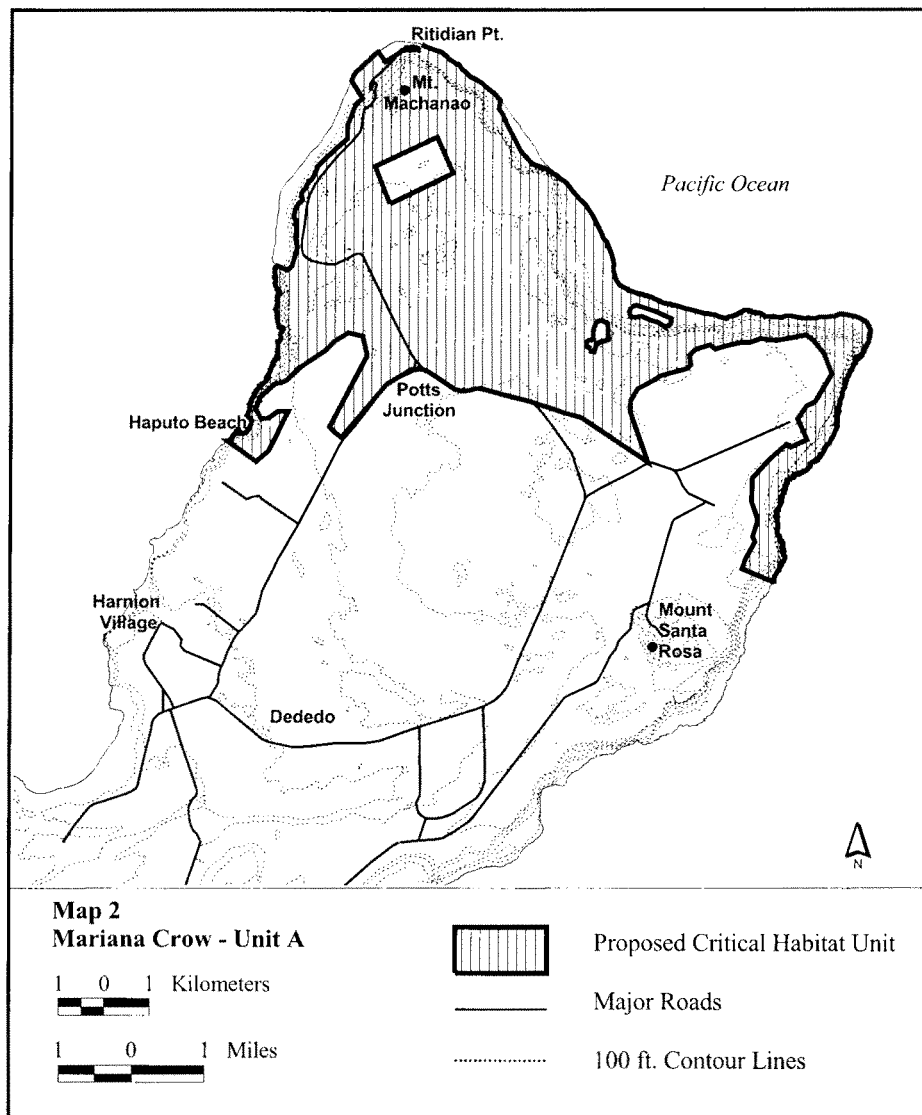 Ritidian Pt.
Mt.
Machanao
Pacific Ocean
Potts
Junction
Haputo Beach
Harnion
Village
Mount
Santa
Rosa
Dededo
N
Map 2
Mariana Crow - Unit A
1 0 1 Kilometers
1 0 1 Miles
Proposed Critical Habitat Unit
Major Roads
100 ft. Contour Lines